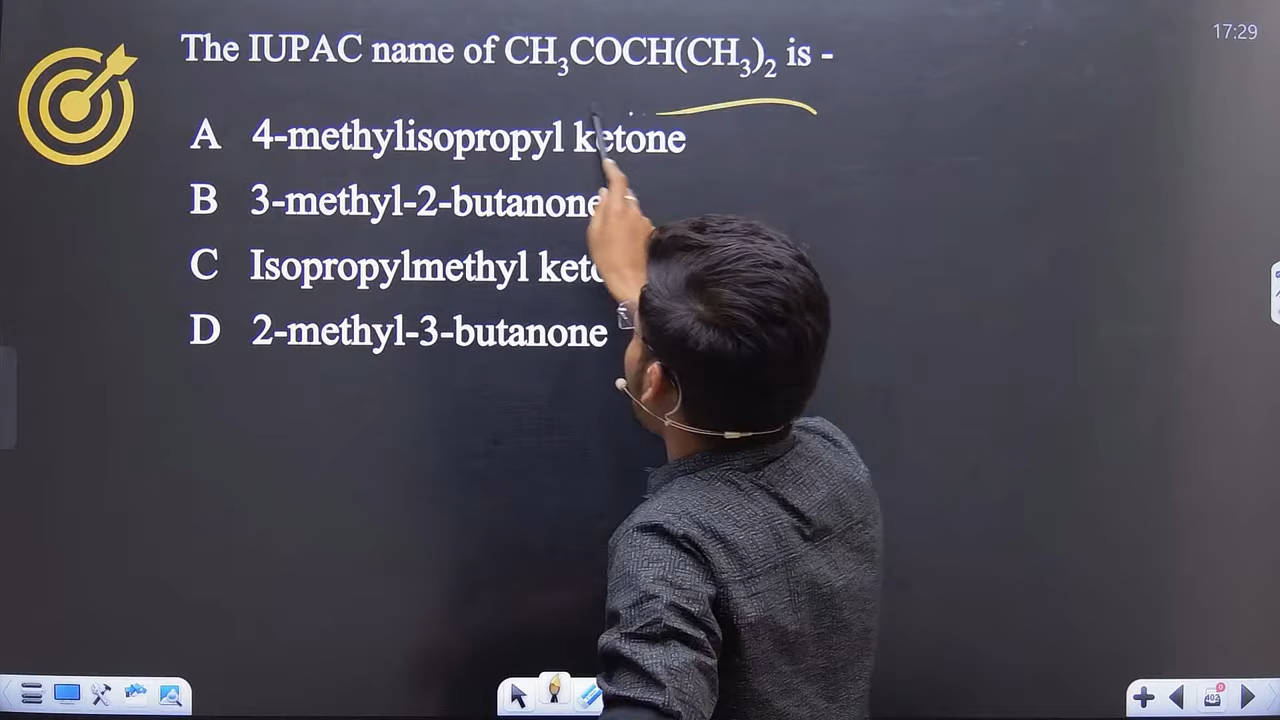 17:29
The IUPAC name of CH₃COCH(CH₃)₂ is -
A 4-methylisopropyl ketone
B 3-methyl-2-butanone
C Isopropylmethyl
D 2-methyl-3-butanone
402